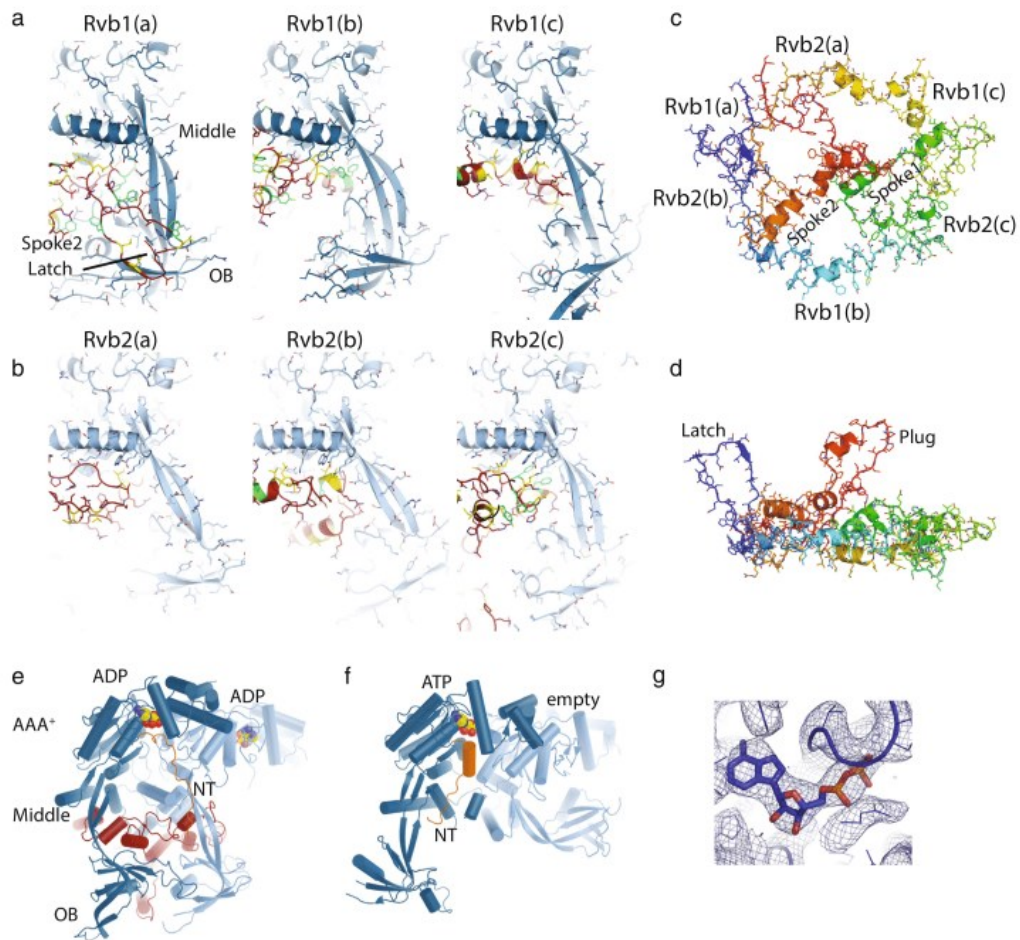 a
Rvb1(a)
Rvb1(b)
Rvb1(c)
Middle
Spoke2
Latch
OB
b
Rvb2(a)
Rvb2(b)
Rvb2(c)
c
Rvb2(a)
Rvb1(a)
Rvb1(c)
Rvb2(b)
Spoke1
Spoke2
Rvb2(c)
Rvb1(b)
d
Latch
Plug
e
ADP
ADP
AAA+
NT
Middle
OB
f
ATP
empty
NT
g